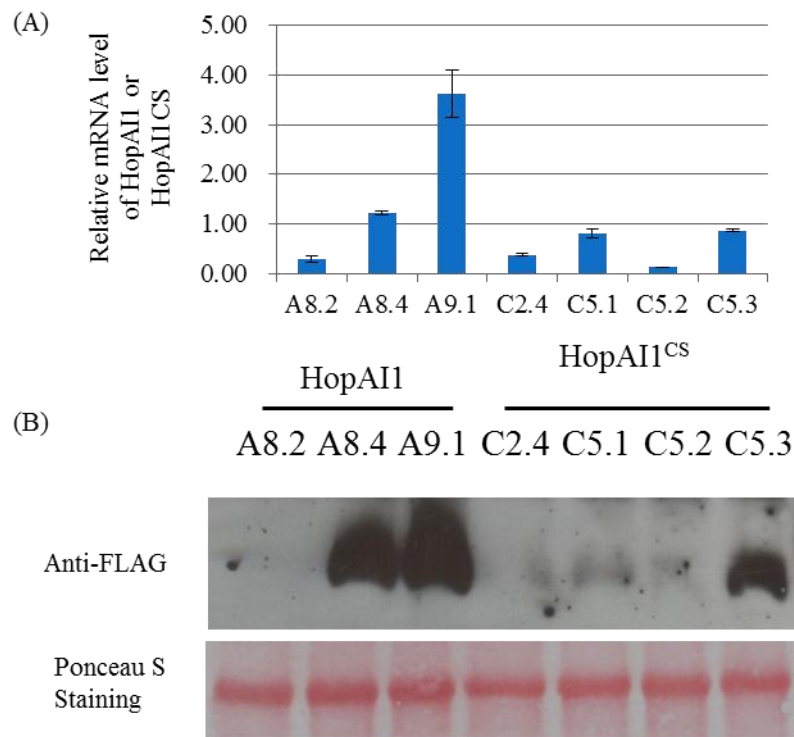 (A)
Relative mRNA level
of HopAI1 or
HopAI1CS
5.00
4.00
3.00
2.00
1.00
0.00
A8.2 A8.4 A9.1 C2.4 C5.1 C5.2 C5.3
HopAI1 HopAI1CS
(B)
A8.2 A8.4 A9.1 C2.4 C5.1 C5.2 C5.3
Anti-FLAG
Ponceau S
Staining